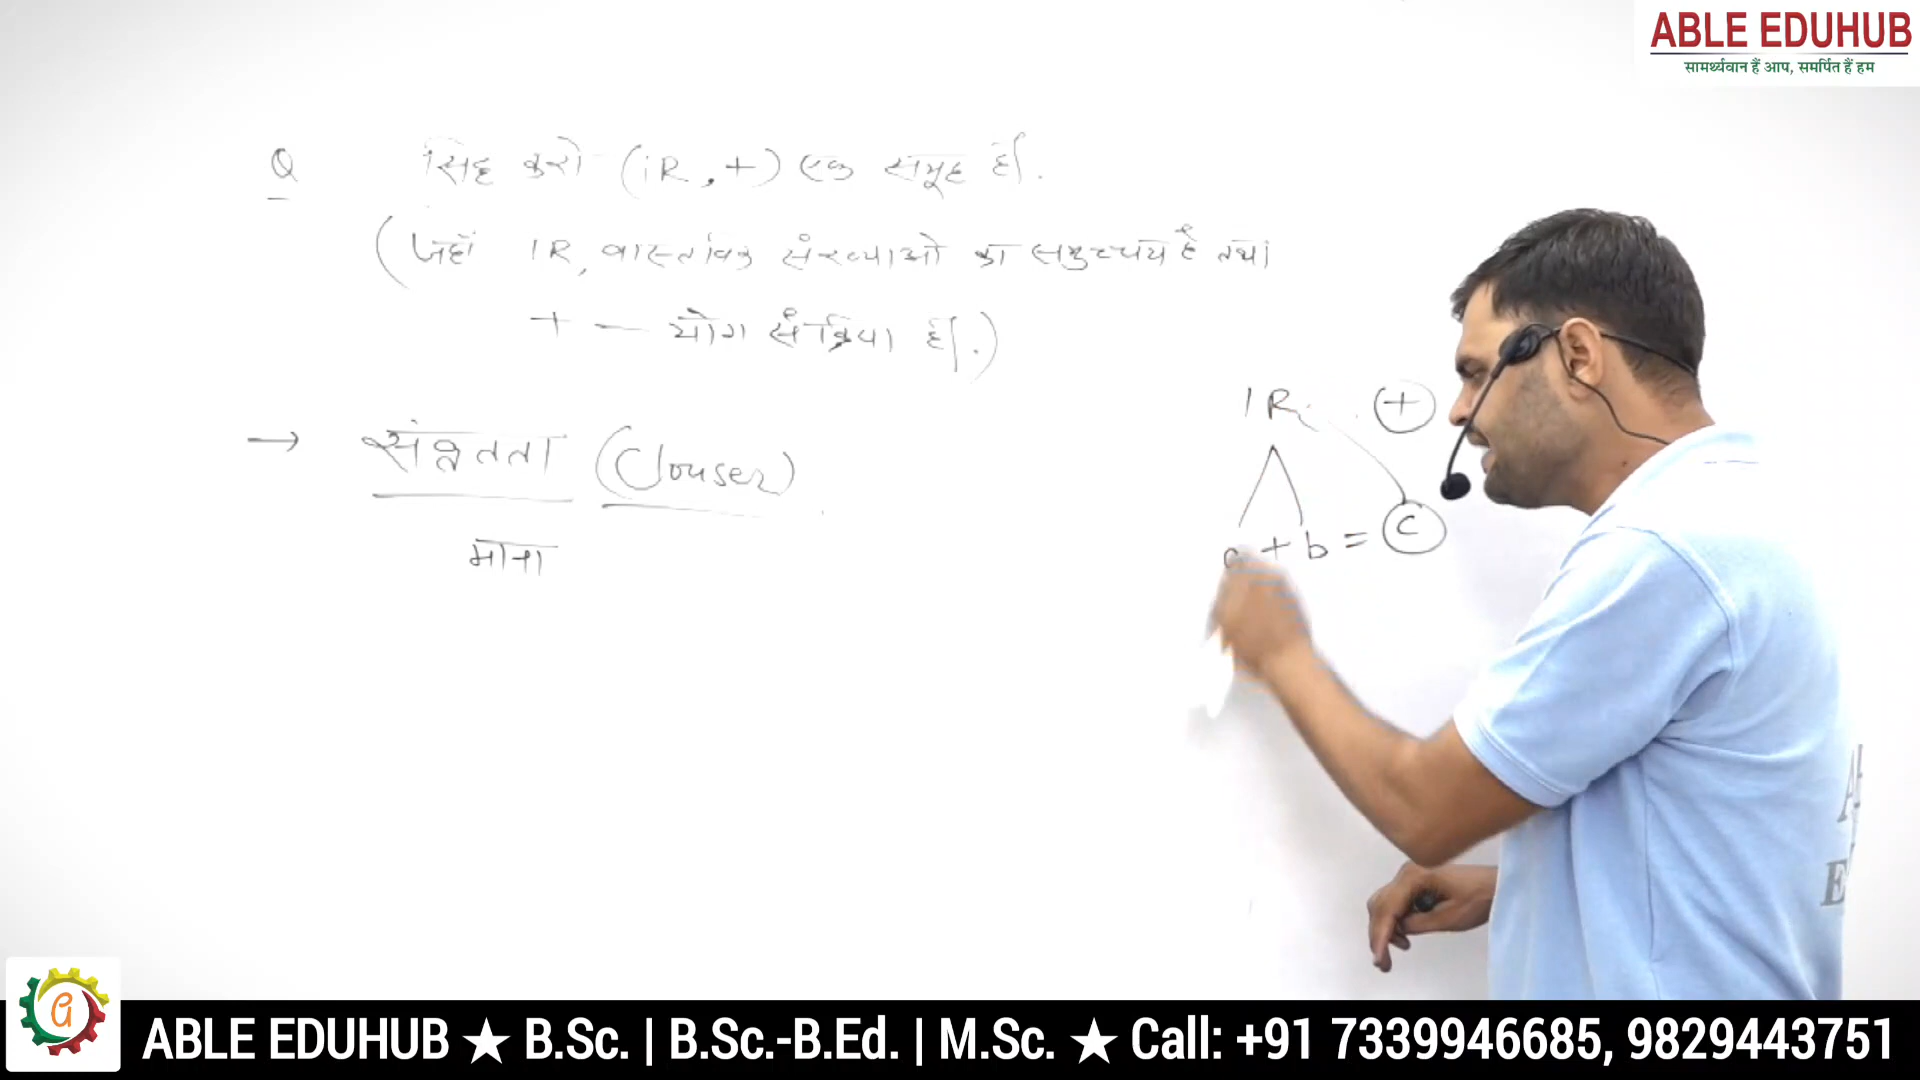 ABLE EDUHUB
सामर्थ्यवान हैं आप, समर्पित हैं हम
Q सिद्ध करो (IR, +) एक समूह है।.
(जहाँ IR, वास्तविक संख्याओं का समुच्चय है तथा
+ — योग संक्रिया है।.)
IR +
→ संवृतता (Clouser)
a + b = c
माना
ABLE EDUHUB ★ B.Sc. | B.Sc.-B.Ed. | M.Sc. ★ Call: +91 7339946685, 9829443751